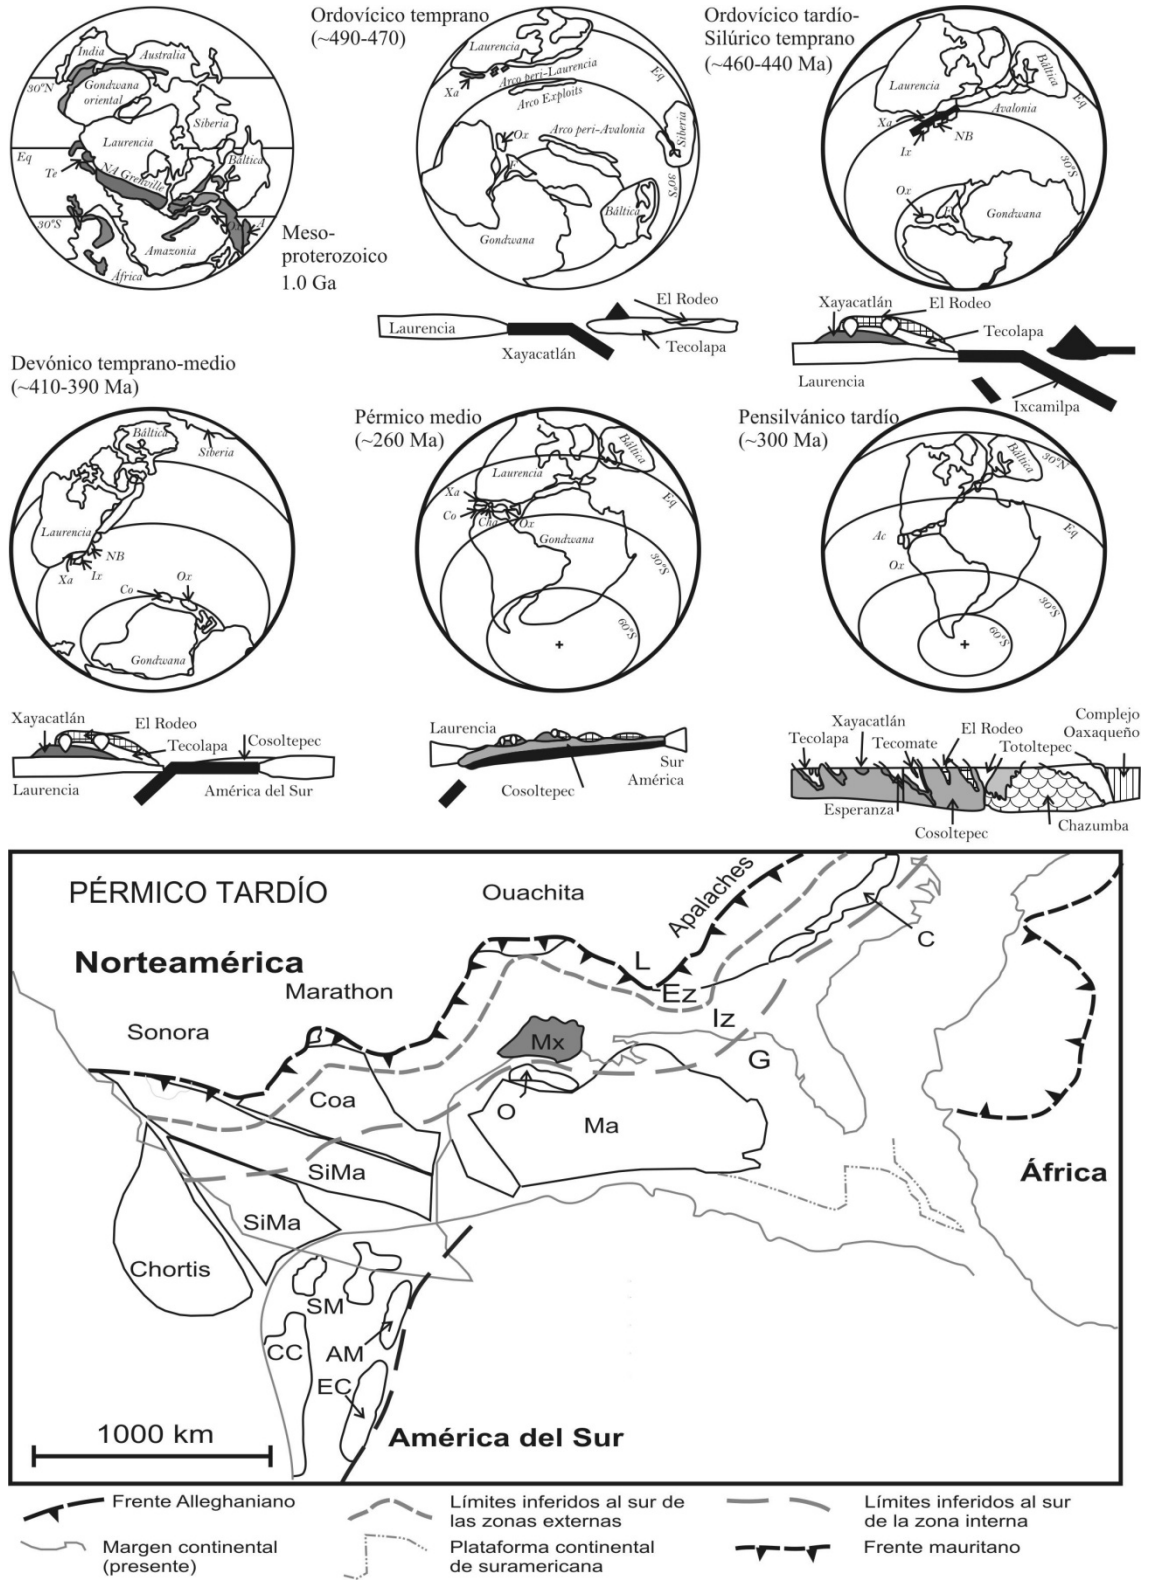 Ordovícico temprano
(~490-470)
Ordovícico tardío-
Silúrico temprano
(~460-440 Ma)
India
Australia
30°N
Gondwana
oriental
Siberia
Laurencia
Eq
Te
NA Grenville
Báltica
30°S
Amazonia
África
Meso-
proterozoico
1.0 Ga
Laurencia
Xa
Arco peri-Laurencia
Arco Exploits
Eq
Ox
Arco peri-Avalonia
Siberia
F
30°S
Báltica
Gondwana
Laurencia
Báltica
Xa
Avalonia
Eq
NB
Ix
30°S
Ox
F
Gondwana
El Rodeo
Laurencia
Xayacatlán
Tecolapa
Xayacatlán
El Rodeo
Tecolapa
Laurencia
Ixcamilpa
Devónico temprano-medio
(~410-390 Ma)
Pérmico medio
(~260 Ma)
Pensilvánico tardío
(~300 Ma)
Báltica
Siberia
Laurencia
NB
Xa
Ix
Co
Ox
Gondwana
Báltica
Laurencia
Xa
Co
Cha
Ox
Eq
Gondwana
30°S
60°S
Báltica
30°N
Laurencia
Ac
Eq
Ox
30°S
60°S
Xayacatlán
El Rodeo
Tecolapa
Cosoltepec
Laurencia
América del Sur
Laurencia
Sur
América
Cosoltepec
Xayacatlán
Tecolapa
Tecomate
El Rodeo
Totoltepec
Complejo
Oaxaqueño
Esperanza
Cosoltepec
Chazumba
PÉRMICO TARDÍO
Ouachita
Apalaches
Norteamérica
C
L
Marathon
Ez
Sonora
Iz
Mx
G
Coa
O
Ma
SiMa
África
SiMa
Chortis
SM
CC
AM
EC
1000 km
América del Sur
Frente Alleghaniano
Límites inferidos al sur de
las zonas externas
Límites inferidos al sur
de la zona interna
Margen continental
(presente)
Plataforma continental
de suramericana
Frente mauritano